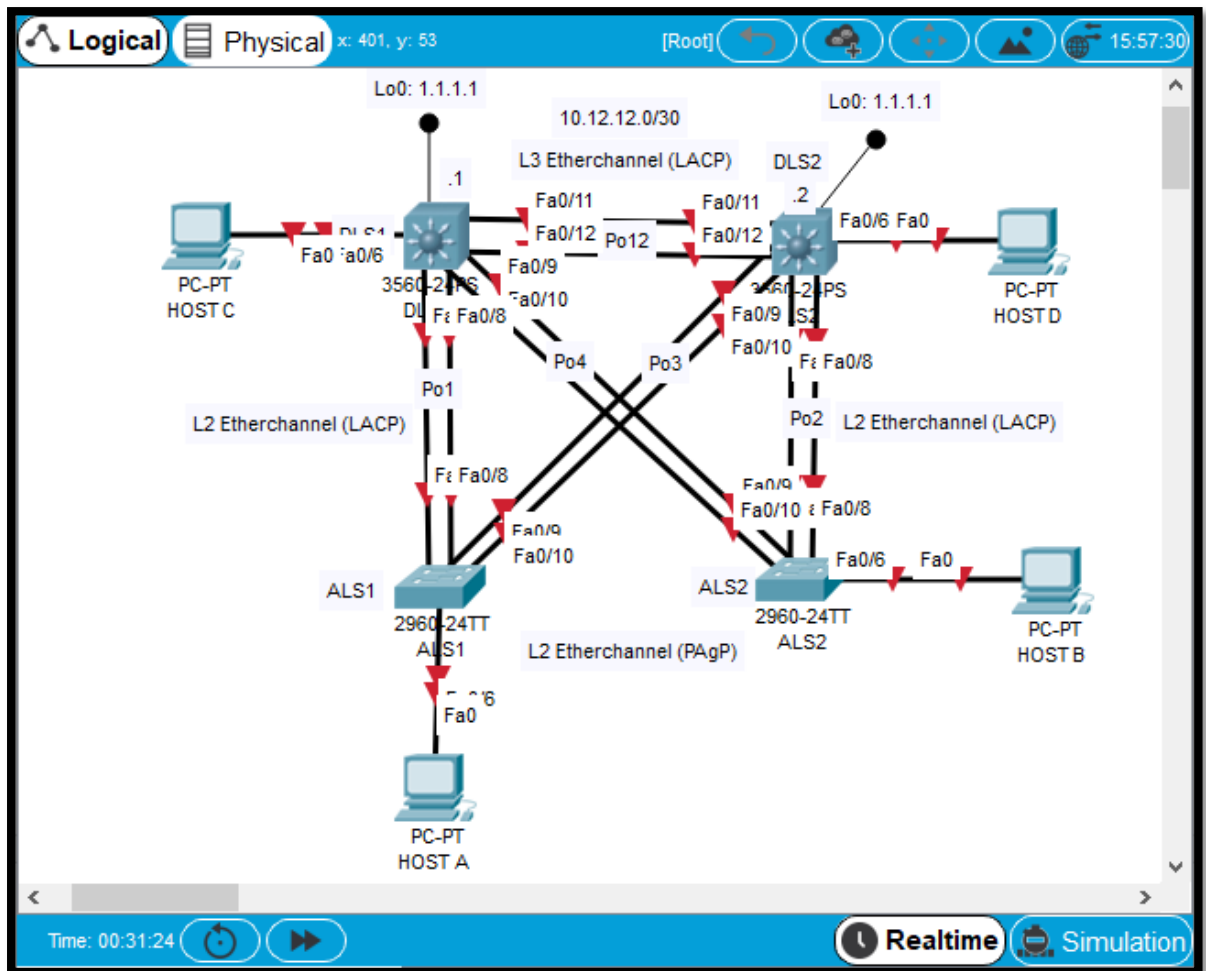 Logical
Physical
x: 401, y: 53
[Root]
15:57:30
Lo0: 1.1.1.1
Lo0: 1.1.1.1
10.12.12.0/30
L3 Etherchannel (LACP)
DLS2
.1
.2
Fa0/11
Fa0/11
Fa0/6 Fa0
Fa0/12
Po12
Fa0/12
Fa0
PC-PT
HOST C
3560-24PS
Fa0/9
Fa0/10
PC-PT
HOST D
Fa0/8
Fa0/9
Fa0/10
Fa0/8
Po4
Po3
Po1
L2 Etherchannel (LACP)
Po2
L2 Etherchannel (LACP)
Fa0/8
Fa0/9
Fa0/10
Fa0/8
Fa0/9
Fa0/10
Fa0/6
Fa0
ALS1
2960-24TT
ALS1
ALS2
2960-24TT
ALS2
PC-PT
HOST B
L2 Etherchannel (PAgP)
Fa0
PC-PT
HOST A
Time: 00:31:24
Realtime
Simulation